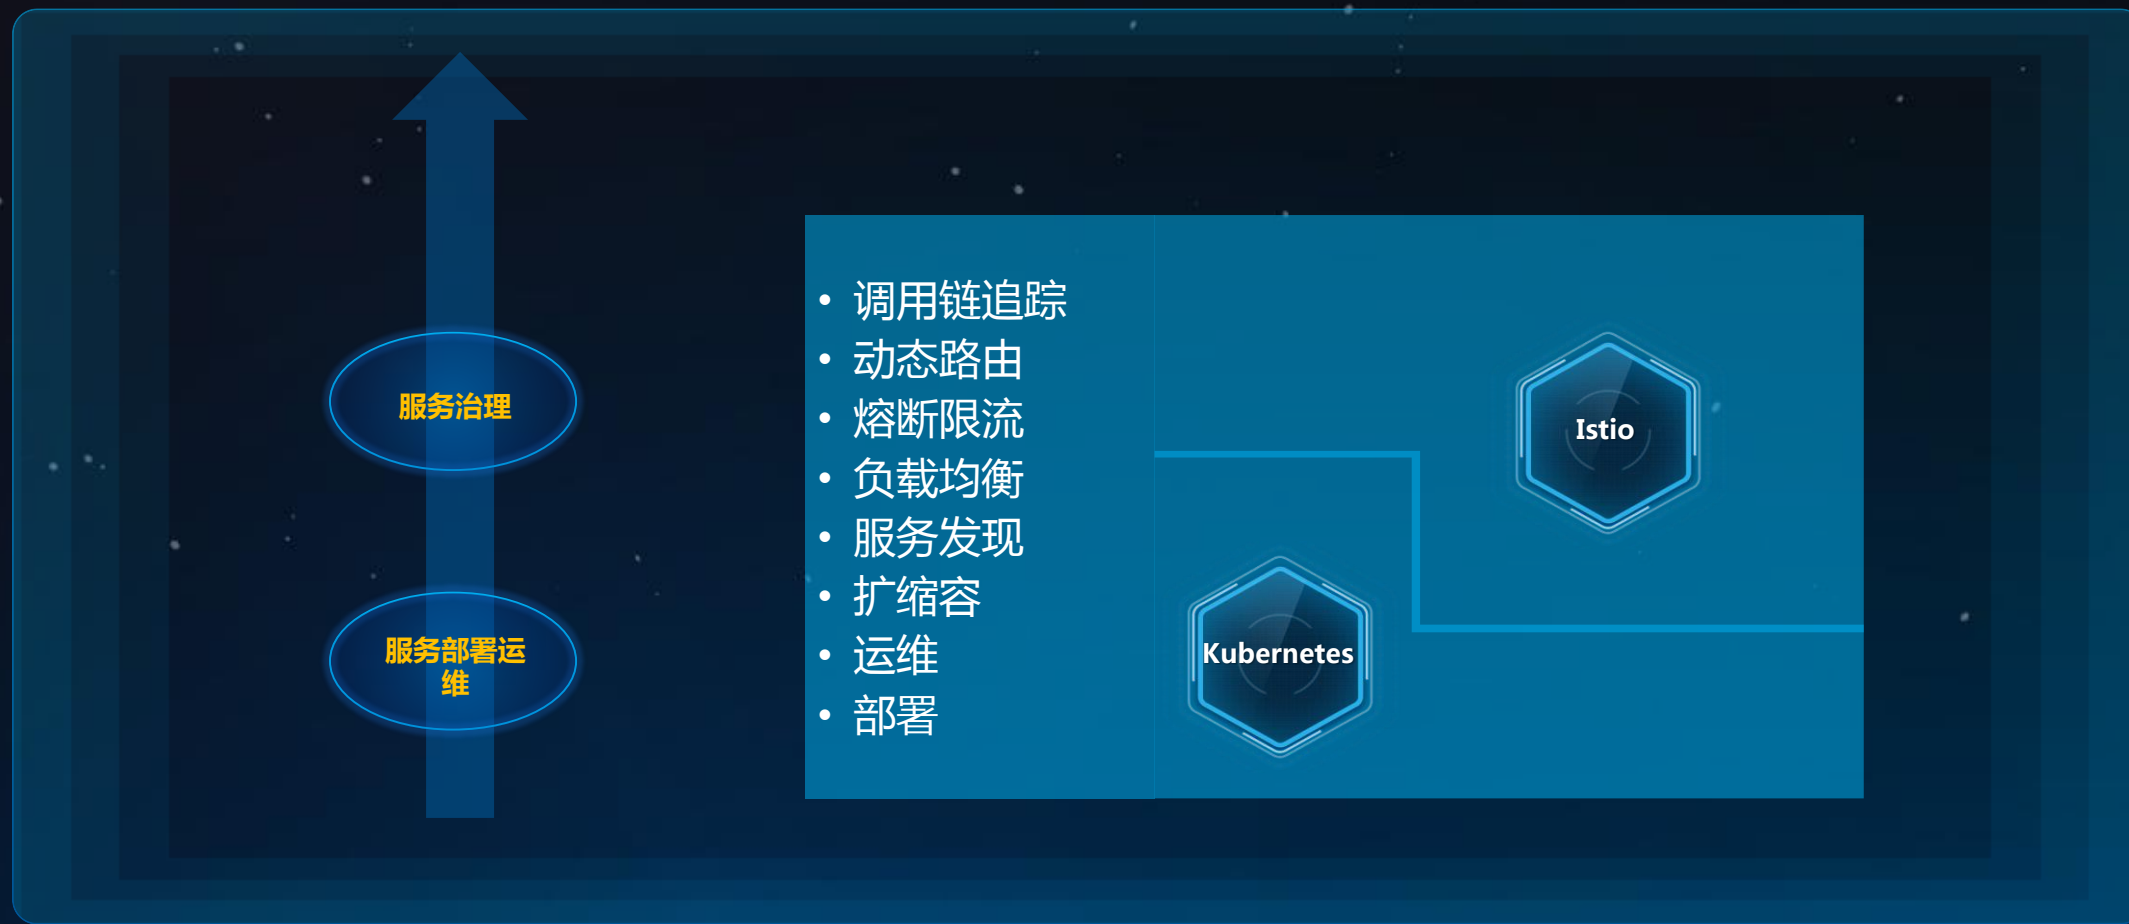 服务治理
服务部署运
维
• 调用链追踪
• 动态路由
• 熔断限流
• 负载均衡
• 服务发现
• 扩缩容
• 运维
• 部署
Istio
Kubernetes